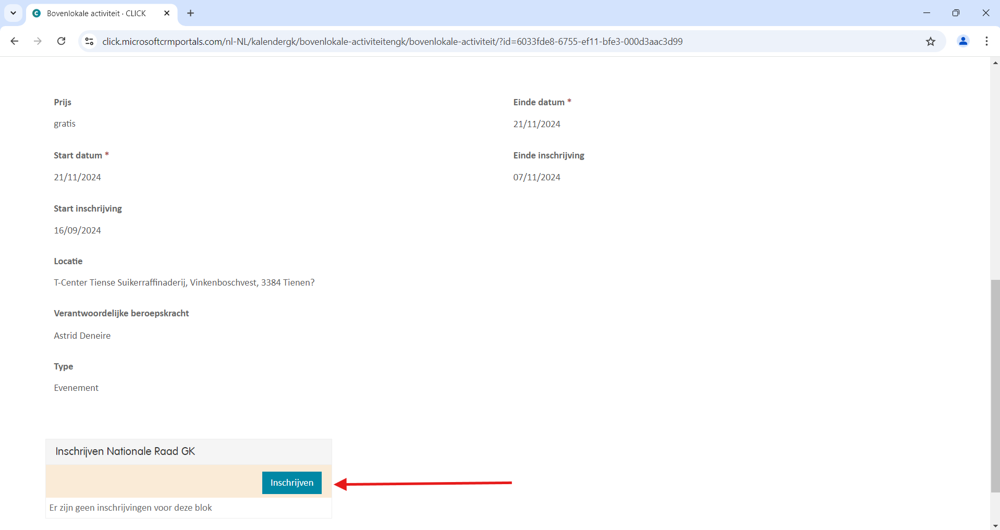 Bovenlokale activiteit · CLICK
click.microsoftcrmportals.com/nl-NL/kalendergk/bovenlokale-activiteitengk/bovenlokale-activiteit/?id=6033fde8-6755-ef11-bfe3-000d3aac3d99
Prijs
gratis
Einde datum *
21/11/2024
Start datum *
21/11/2024
Einde inschrijving
07/11/2024
Start inschrijving
16/09/2024
Locatie
T-Center Tiense Suikerraffinaderij, Vinkenboschvest, 3384 Tienen?
Verantwoordelijke beroepskracht
Astrid Deneire
Type
Evenement
Inschrijven Nationale Raad GK
Inschrijven
Er zijn geen inschrijvingen voor deze blok